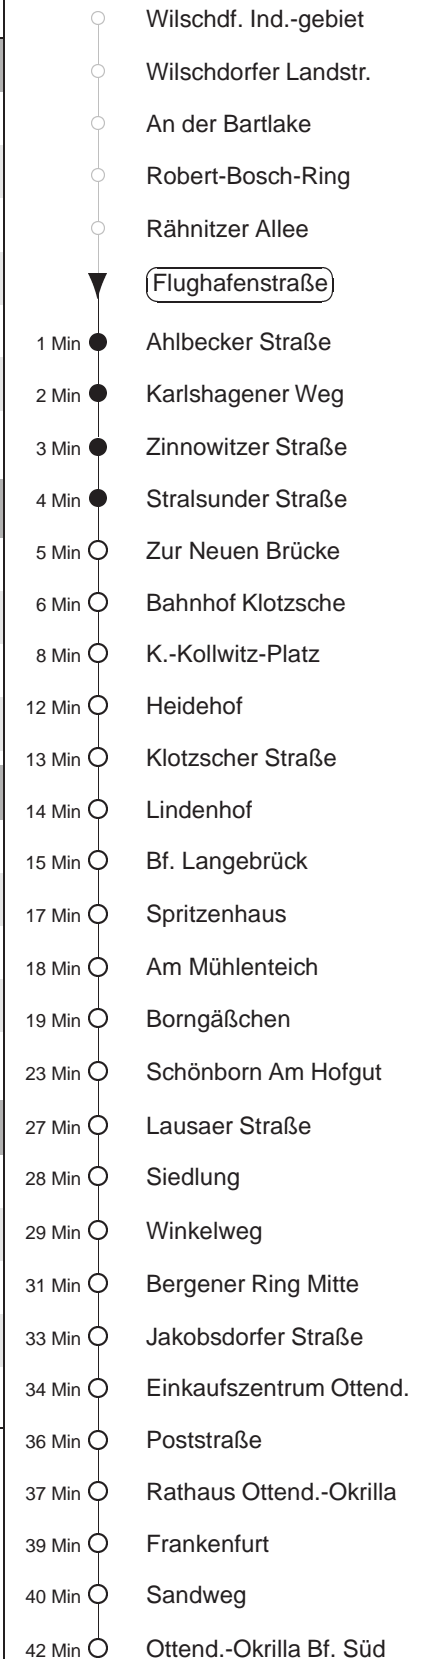 Wilschdf. Ind.-gebiet
Wilschdorfer Landstr.
An der Bartlake
Robert-Bosch-Ring
Rähnitzer Allee
Flughafenstraße
1 Min Ahlbecker Straße
2 Min Karlshagener Weg
3 Min Zinnowitzer Straße
4 Min Stralsunder Straße
5 Min Zur Neuen Brücke
6 Min Bahnhof Klotzsche
8 Min K.-Kollwitz-Platz
12 Min Heidehof
13 Min Klotzscher Straße
14 Min Lindenhof
15 Min Bf. Langebrück
17 Min Spritzenhaus
18 Min Am Mühlenteich
19 Min Borngäßchen
23 Min Schönborn Am Hofgut
27 Min Lausaer Straße
28 Min Siedlung
29 Min Winkelweg
31 Min Bergener Ring Mitte
33 Min Jakobsdorfer Straße
34 Min Einkaufszentrum Ottend.
36 Min Poststraße
37 Min Rathaus Ottend.-Okrilla
39 Min Frankenfurt
40 Min Sandweg
42 Min Ottend.-Okrilla Bf. Süd